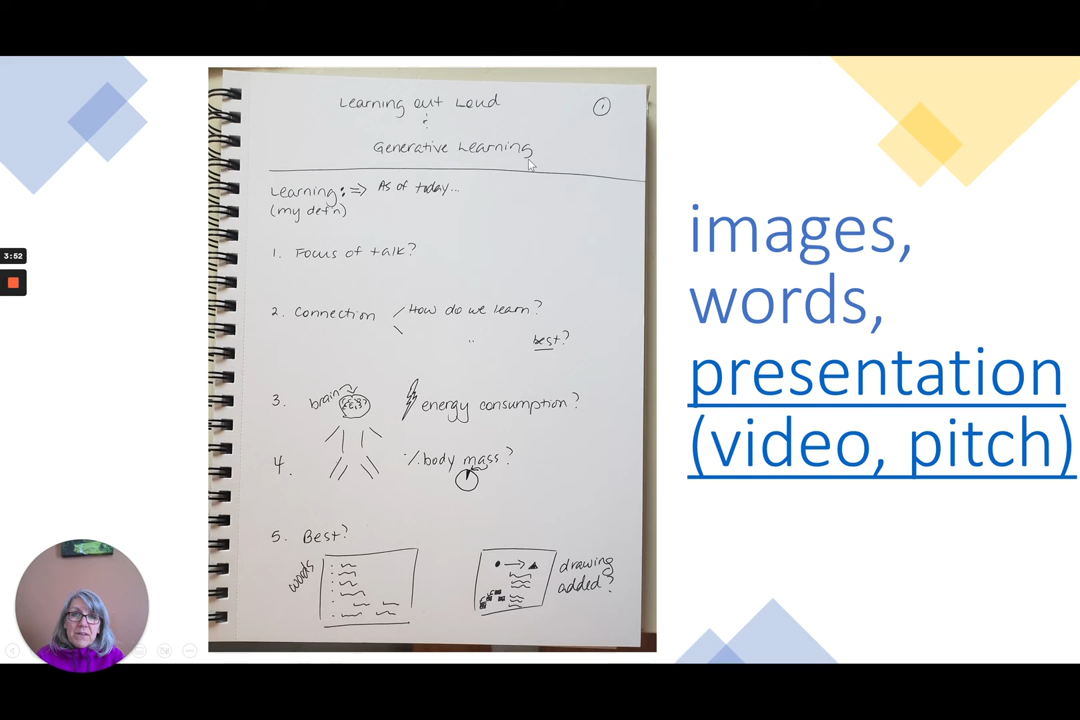 Learning out Loud
①
&
Generative Learning
Learning: ⇒ As of today...
(my defn)
1. Focus of talk?
2. Connection
How do we learn?
" best?
3.
brain
energy consumption?
4.
% body mass?
5. Best?
words
drawing
added?
images,
words,
presentation
(video, pitch)
3:52